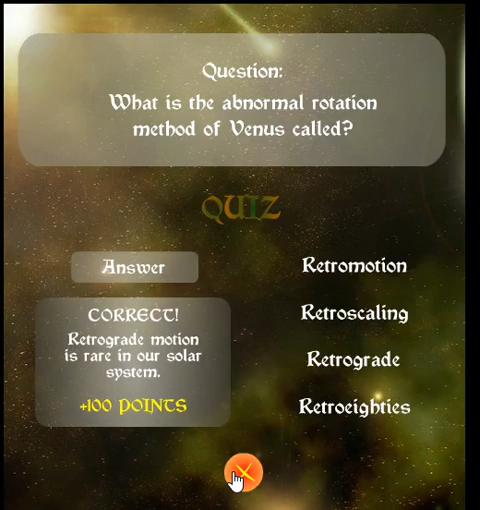 Question:
What is the abnormal rotation
method of Venus called?
QUIZ
Answer
CORRECT!
Retrograde motion
is rare in our solar
system.
+100 POINTS
Retromotion
Retroscaling
Retrograde
Retroeighties